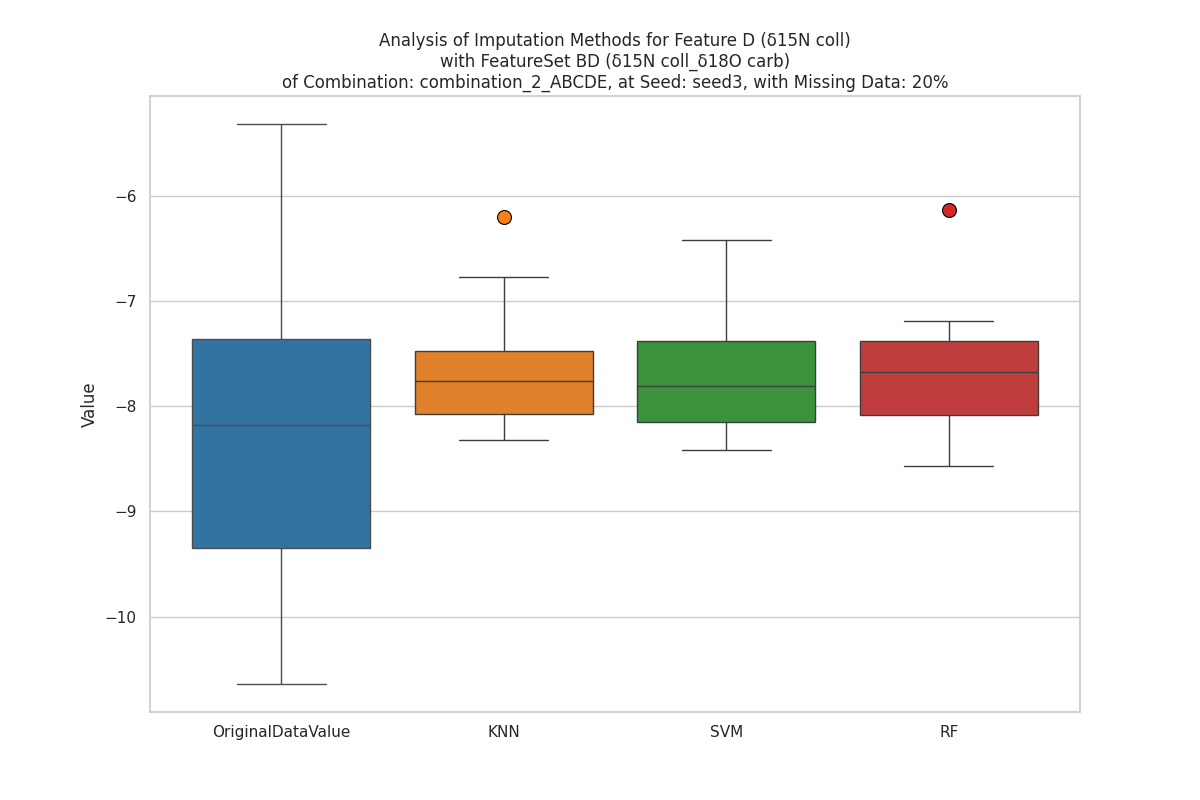 Analysis of Imputation Methods for Feature D (δ15N coll)
with FeatureSet BD (δ15N coll_δ18O carb)
of Combination: combination_2_ABCDE, at Seed: seed3, with Missing Data: 20%
Value
−6
−7
−8
−9
−10
OriginalDataValue
KNN
SVM
RF